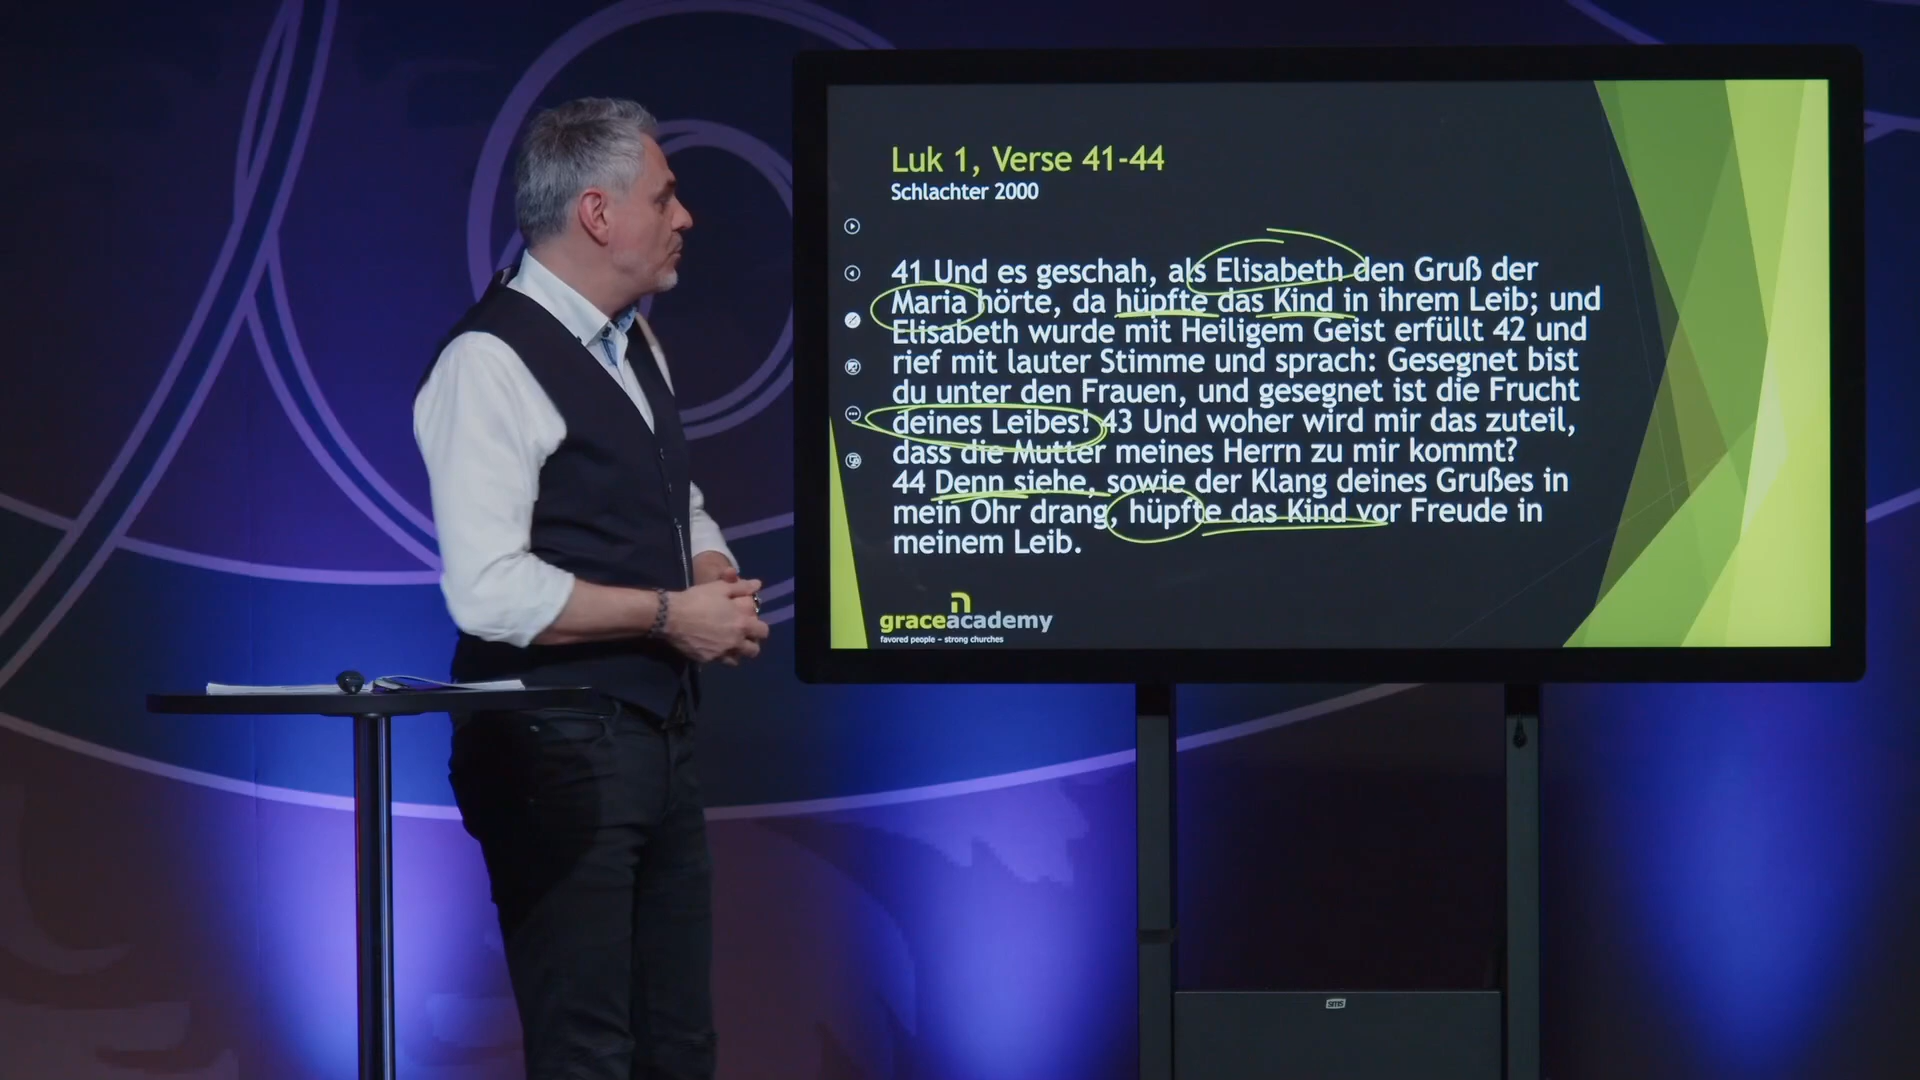 Luk 1, Verse 41-44
Schlachter 2000
41 Und es geschah, als Elisabeth den Gruß der
Maria hörte, da hüpfte das Kind in ihrem Leib; und
Elisabeth wurde mit Heiligem Geist erfüllt 42 und
rief mit lauter Stimme und sprach: Gesegnet bist
du unter den Frauen, und gesegnet ist die Frucht
deines Leibes! 43 Und woher wird mir das zuteil,
dass die Mutter meines Herrn zu mir kommt?
44 Denn siehe, sowie der Klang deines Grußes in
mein Ohr drang, hüpfte das Kind vor Freude in
meinem Leib.
graceacademy
favored people – strong churches
sms